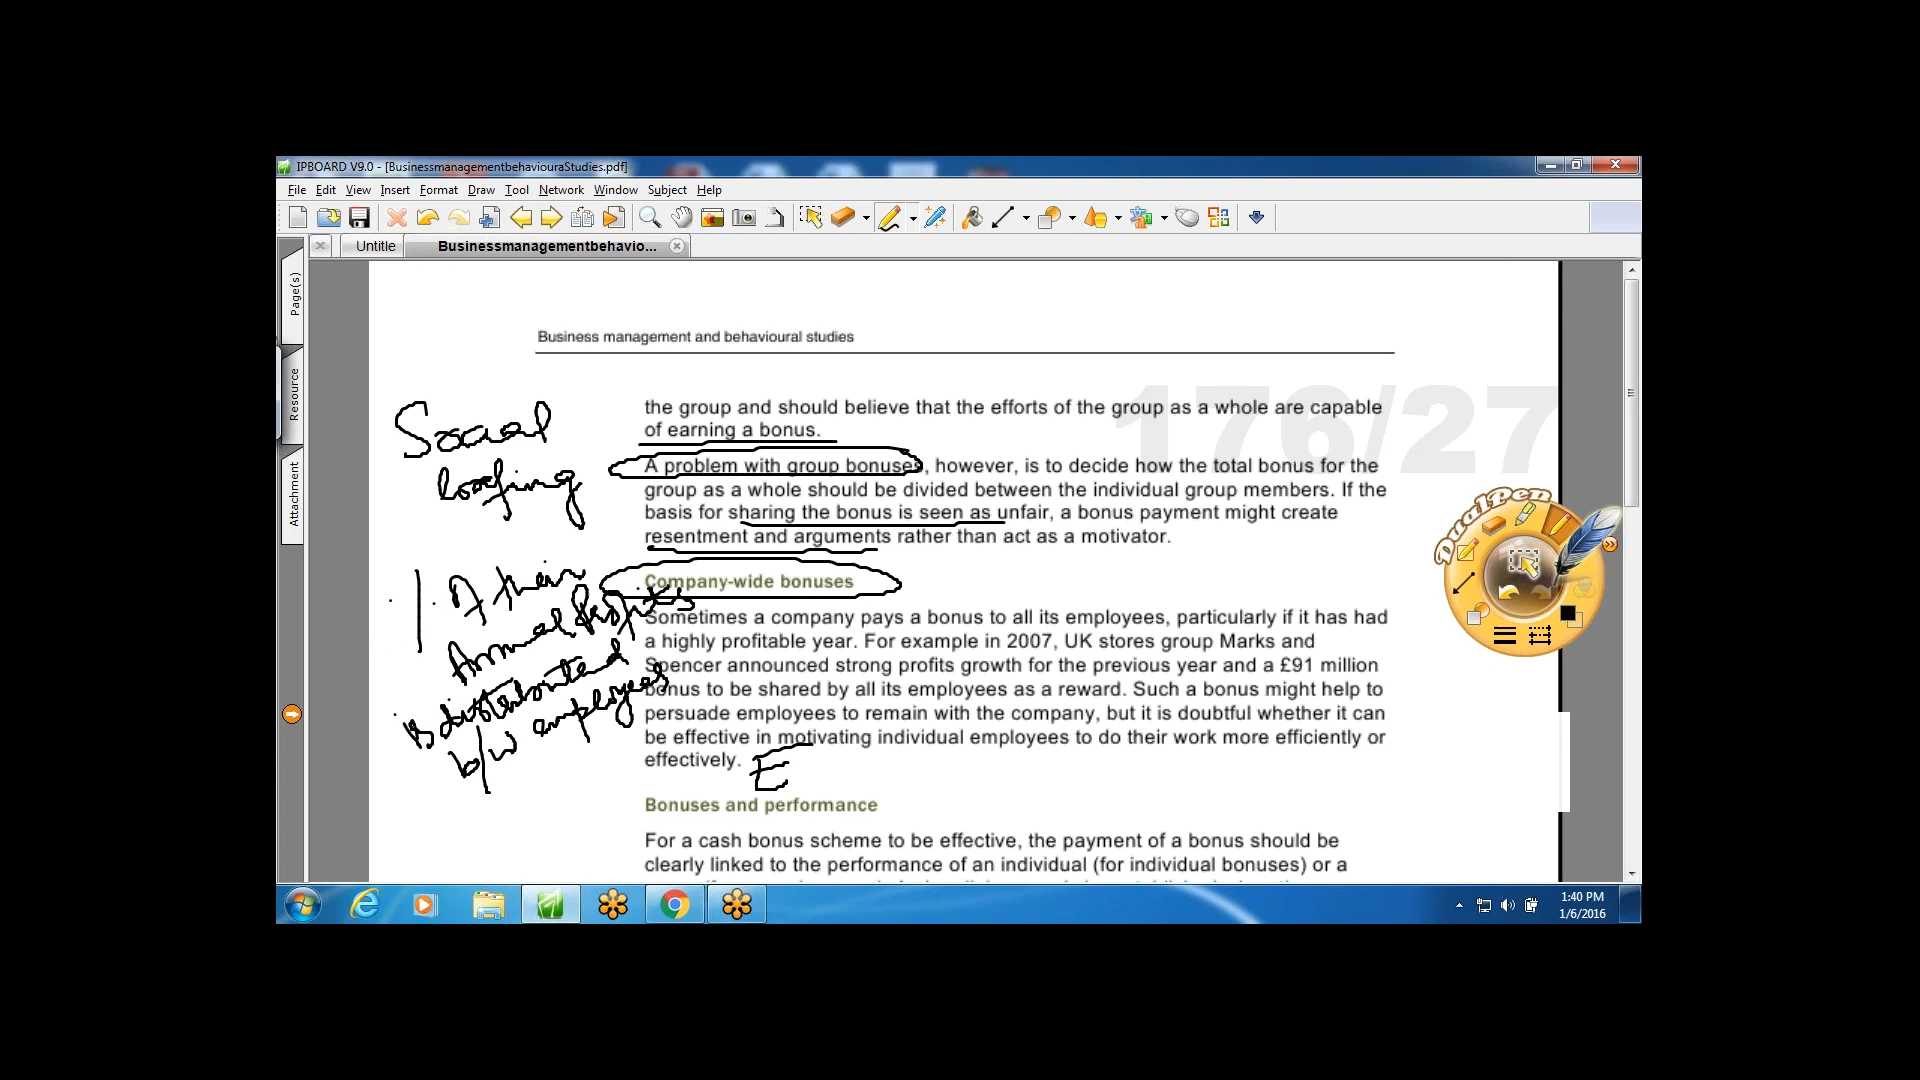 IPBOARD V9.0 - [BusinessmanagementbehaviouraStudies.pdf]
File Edit View Insert Format Draw Tool Network Window Subject Help
Untitle Businessmanagementbehavio...
Page(s)
Resource
Attachment
Business management and behavioural studies
176/27
the group and should believe that the efforts of the group as a whole are capable
of earning a bonus.
A problem with group bonuses, however, is to decide how the total bonus for the
group as a whole should be divided between the individual group members. If the
basis for sharing the bonus is seen as unfair, a bonus payment might create
resentment and arguments rather than act as a motivator.
Company-wide bonuses
Sometimes a company pays a bonus to all its employees, particularly if it has had
a highly profitable year. For example in 2007, UK stores group Marks and
Spencer announced strong profits growth for the previous year and a £91 million
bonus to be shared by all its employees as a reward. Such a bonus might help to
persuade employees to remain with the company, but it is doubtful whether it can
be effective in motivating individual employees to do their work more efficiently or
effectively.
E
Bonuses and performance
For a cash bonus scheme to be effective, the payment of a bonus should be
clearly linked to the performance of an individual (for individual bonuses) or a
Social
loafing
of their
Annual Profits
is
b/w employees
DualPen
1:40 PM
1/6/2016